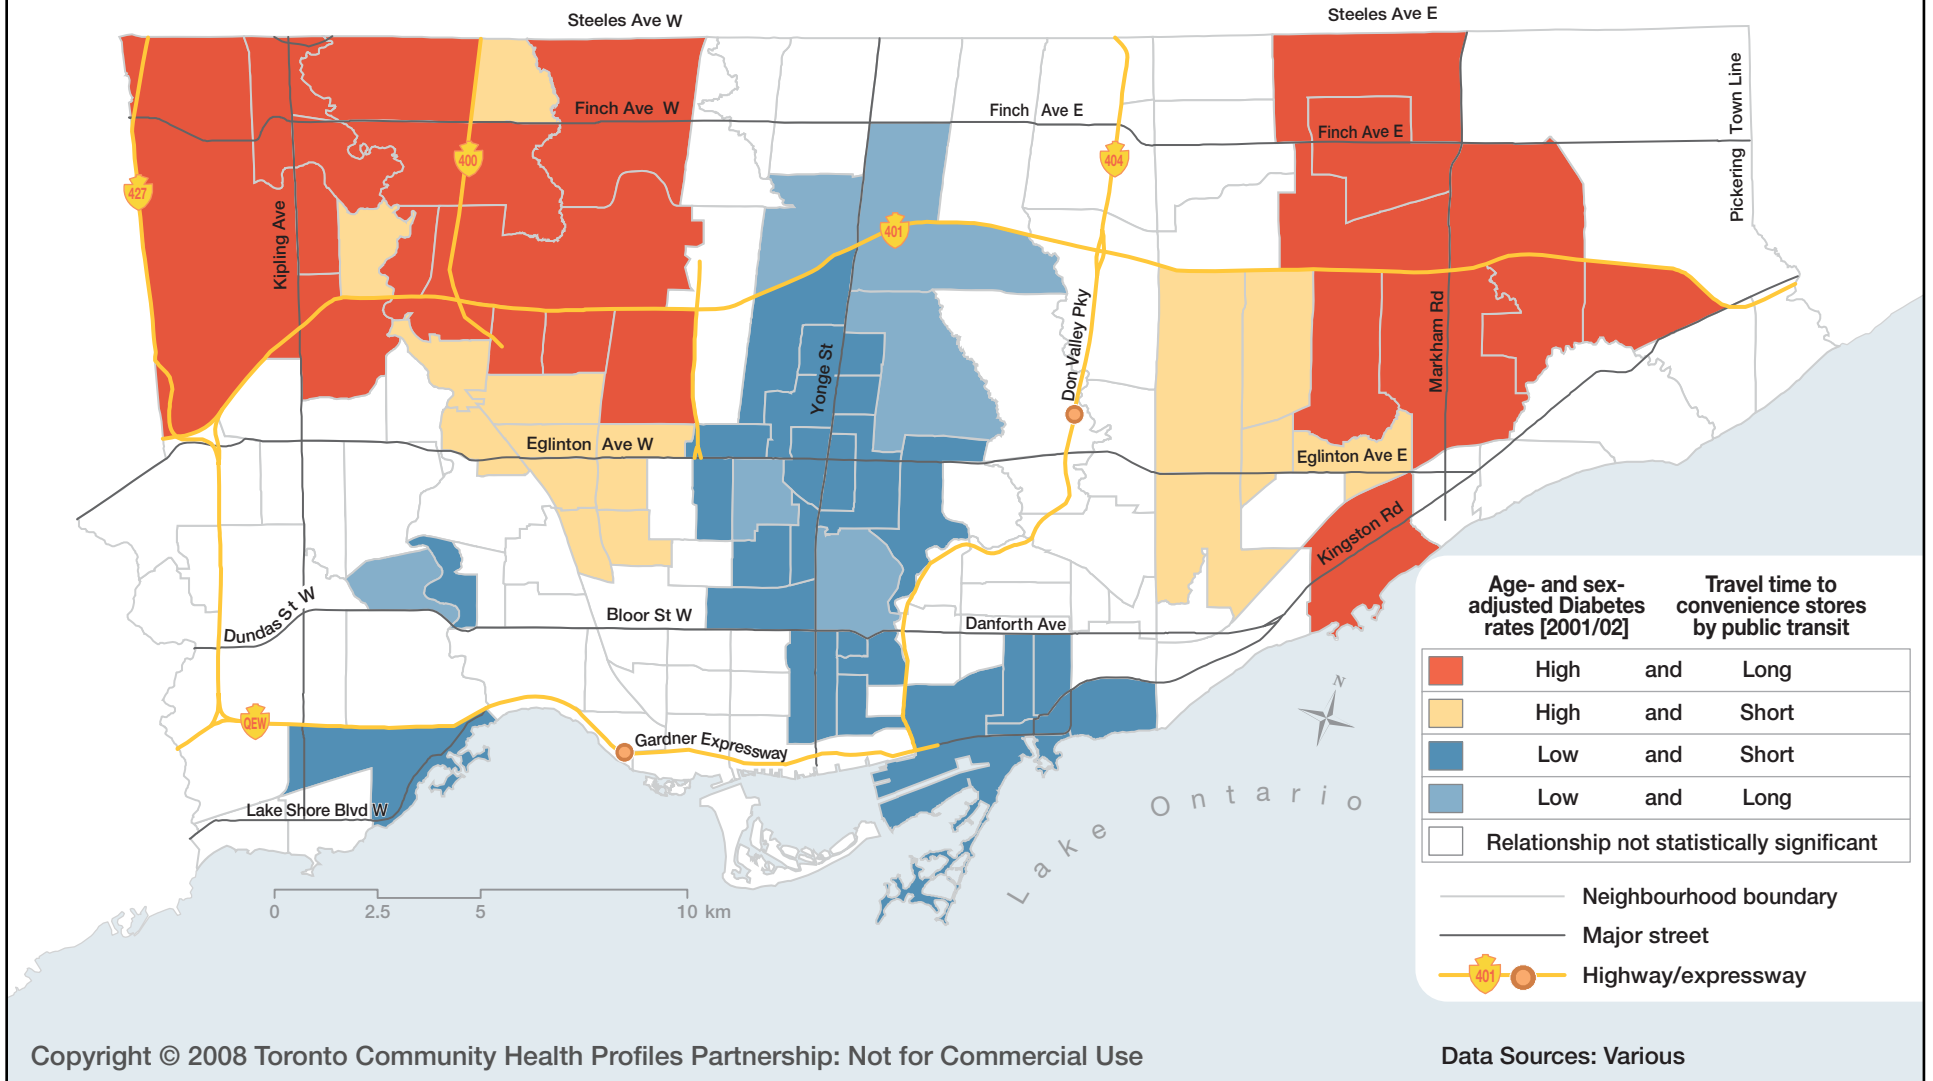 Steeles Ave W
Steeles Ave E
Finch Ave W
Finch Ave E
Finch Ave E
Pickering Town Line
427
400
404
401
Kipling Ave
Yonge St
Don Valley Pky
Markham Rd
Eglinton Ave W
Eglinton Ave E
Kingston Rd
Dundas St W
Bloor St W
Danforth Ave
QEW
Gardner Expressway
Lake Shore Blvd W
Lake Ontario
N
0 2.5 5 10 km
Age- and sex-
adjusted Diabetes
rates [2001/02]
Travel time to
convenience stores
by public transit
High and Long
High and Short
Low and Short
Low and Long
Relationship not statistically significant
Neighbourhood boundary
Major street
401 Highway/expressway
Copyright © 2008 Toronto Community Health Profiles Partnership: Not for Commercial Use
Data Sources: Various